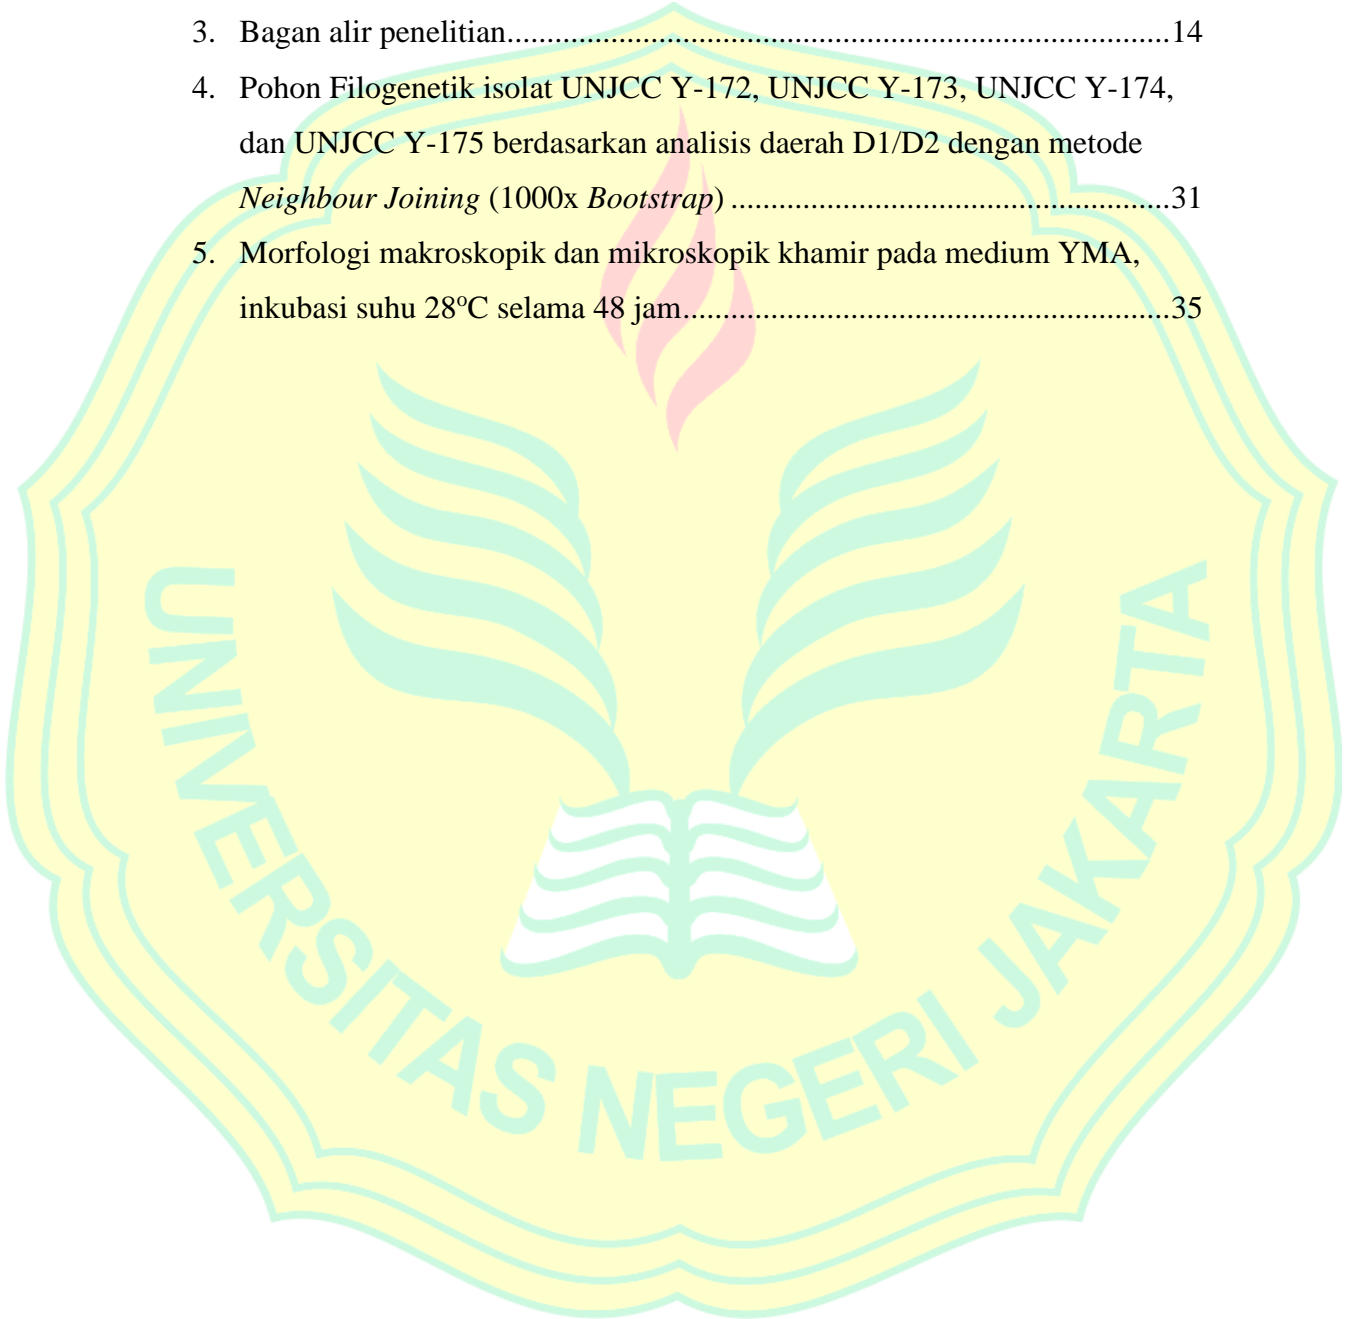 3. Bagan alir penelitian..................................................................................14
4. Pohon Filogenetik isolat UNJCC Y-172, UNJCC Y-173, UNJCC Y-174,
dan UNJCC Y-175 berdasarkan analisis daerah D1/D2 dengan metode
Neighbour Joining (1000x Bootstrap) ......................................................31
5. Morfologi makroskopik dan mikroskopik khamir pada medium YMA,
inkubasi suhu 28ºC selama 48 jam............................................................35
UNIVERSITAS NEGERI JAKARTA